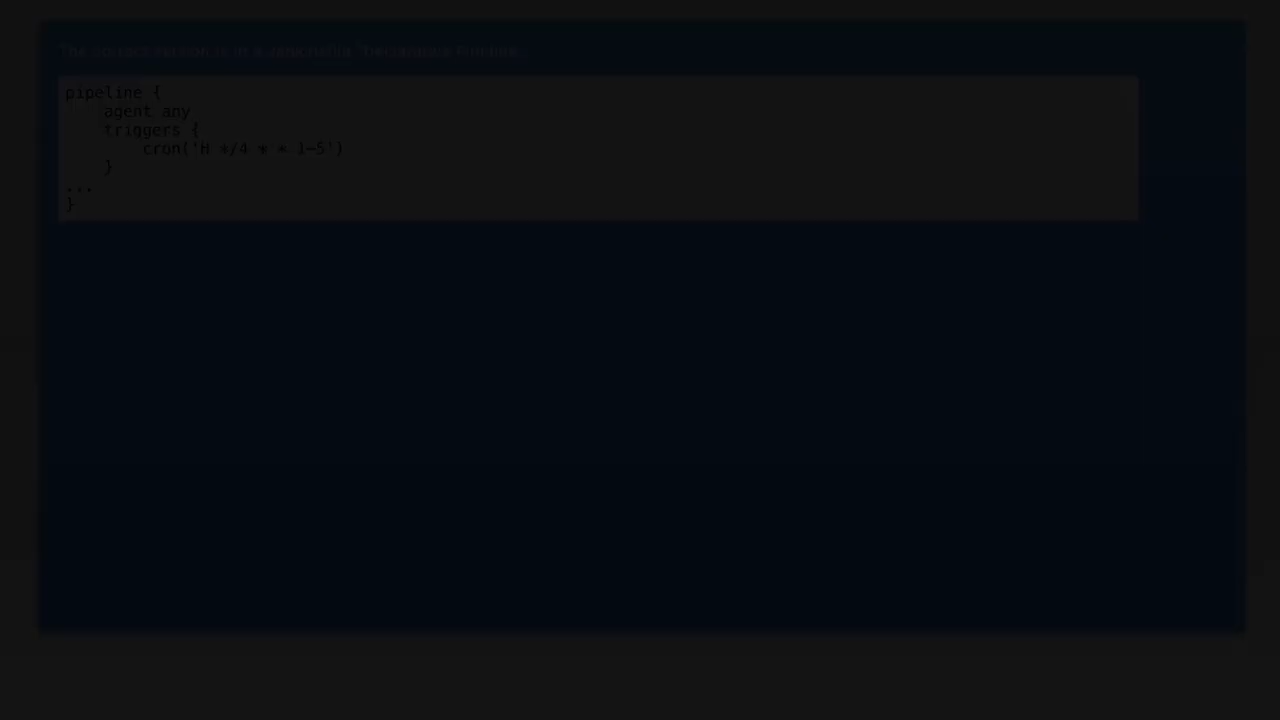 pipeline {
    agent any
    triggers {
        cron('H */4 * * 1-5')
    }
...
}